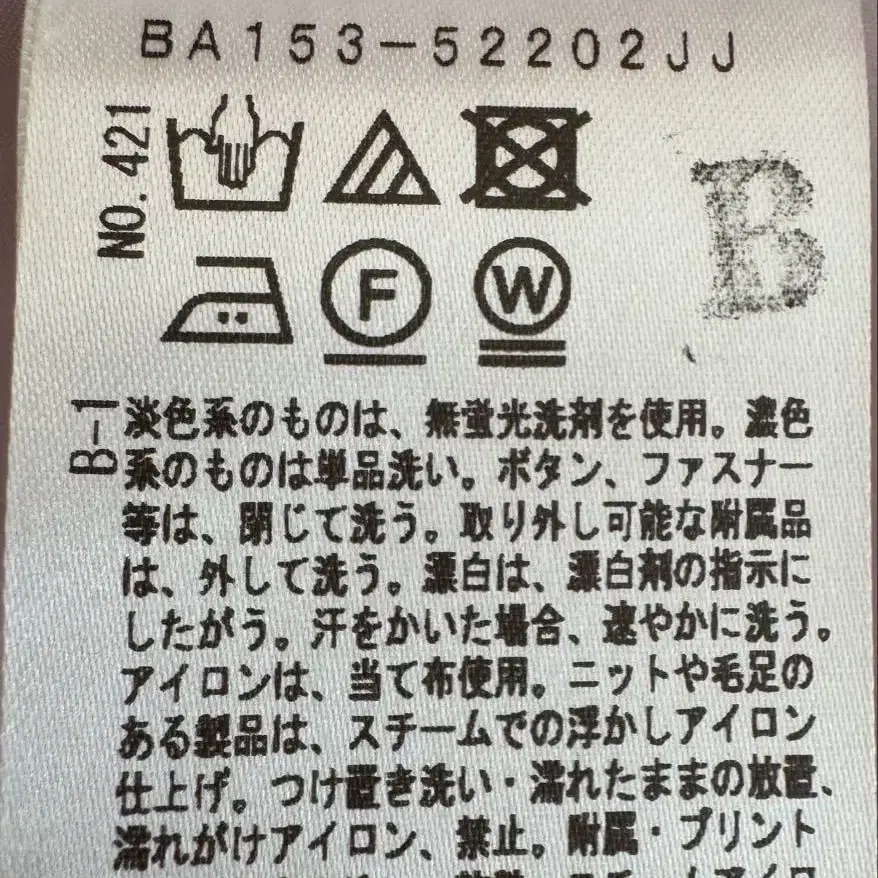 BA153-52202JJ
NO.421
B
F
W
B-1
淡色系のものは、無蛍光洗剤を使用。濃色
系のものは単品洗い。ボタン、ファスナー
等は、閉じて洗う。取り外し可能な附属品
は、外して洗う。漂白は、漂白剤の指示に
したがう。汗をかいた場合、速やかに洗う。
アイロンは、当て布使用。ニットや毛足の
ある製品は、スチームでの浮かしアイロン
仕上げ。つけ置き洗い・濡れたままの放置、
濡れがけアイロン、禁止。附属・プリント